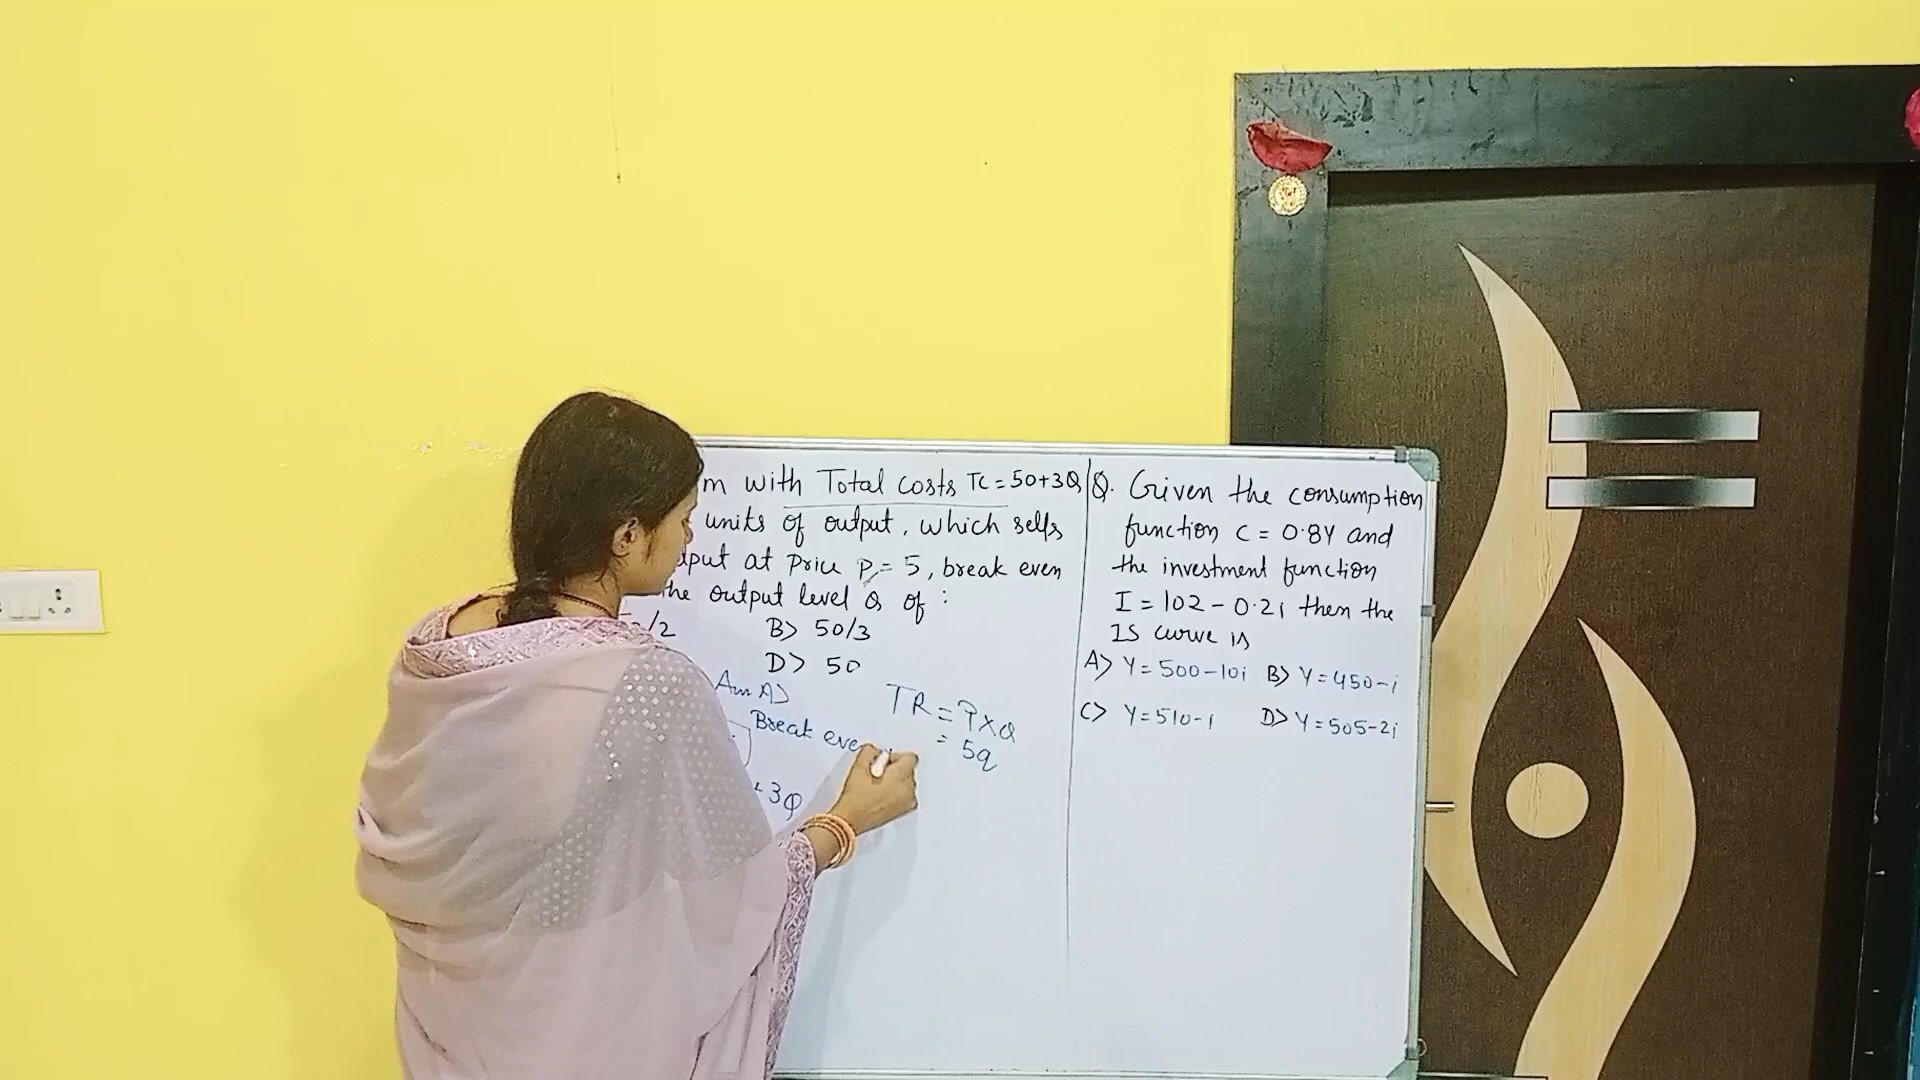 m with Total costs TC = 50+3Q
units of output, which sells
at Price P = 5, break even
the output level Q of :
/2 B> 50/3
D> 50
Ans A)
Break even
3Q
TR = P×Q
= 5q
Q. Given the consumption
function C = 0.8Y and
the investment function
I = 102 - 0.2i then the
IS curve is
A> Y = 500-10i B> Y = 450-i
C> Y = 510-i D> Y = 505-2i